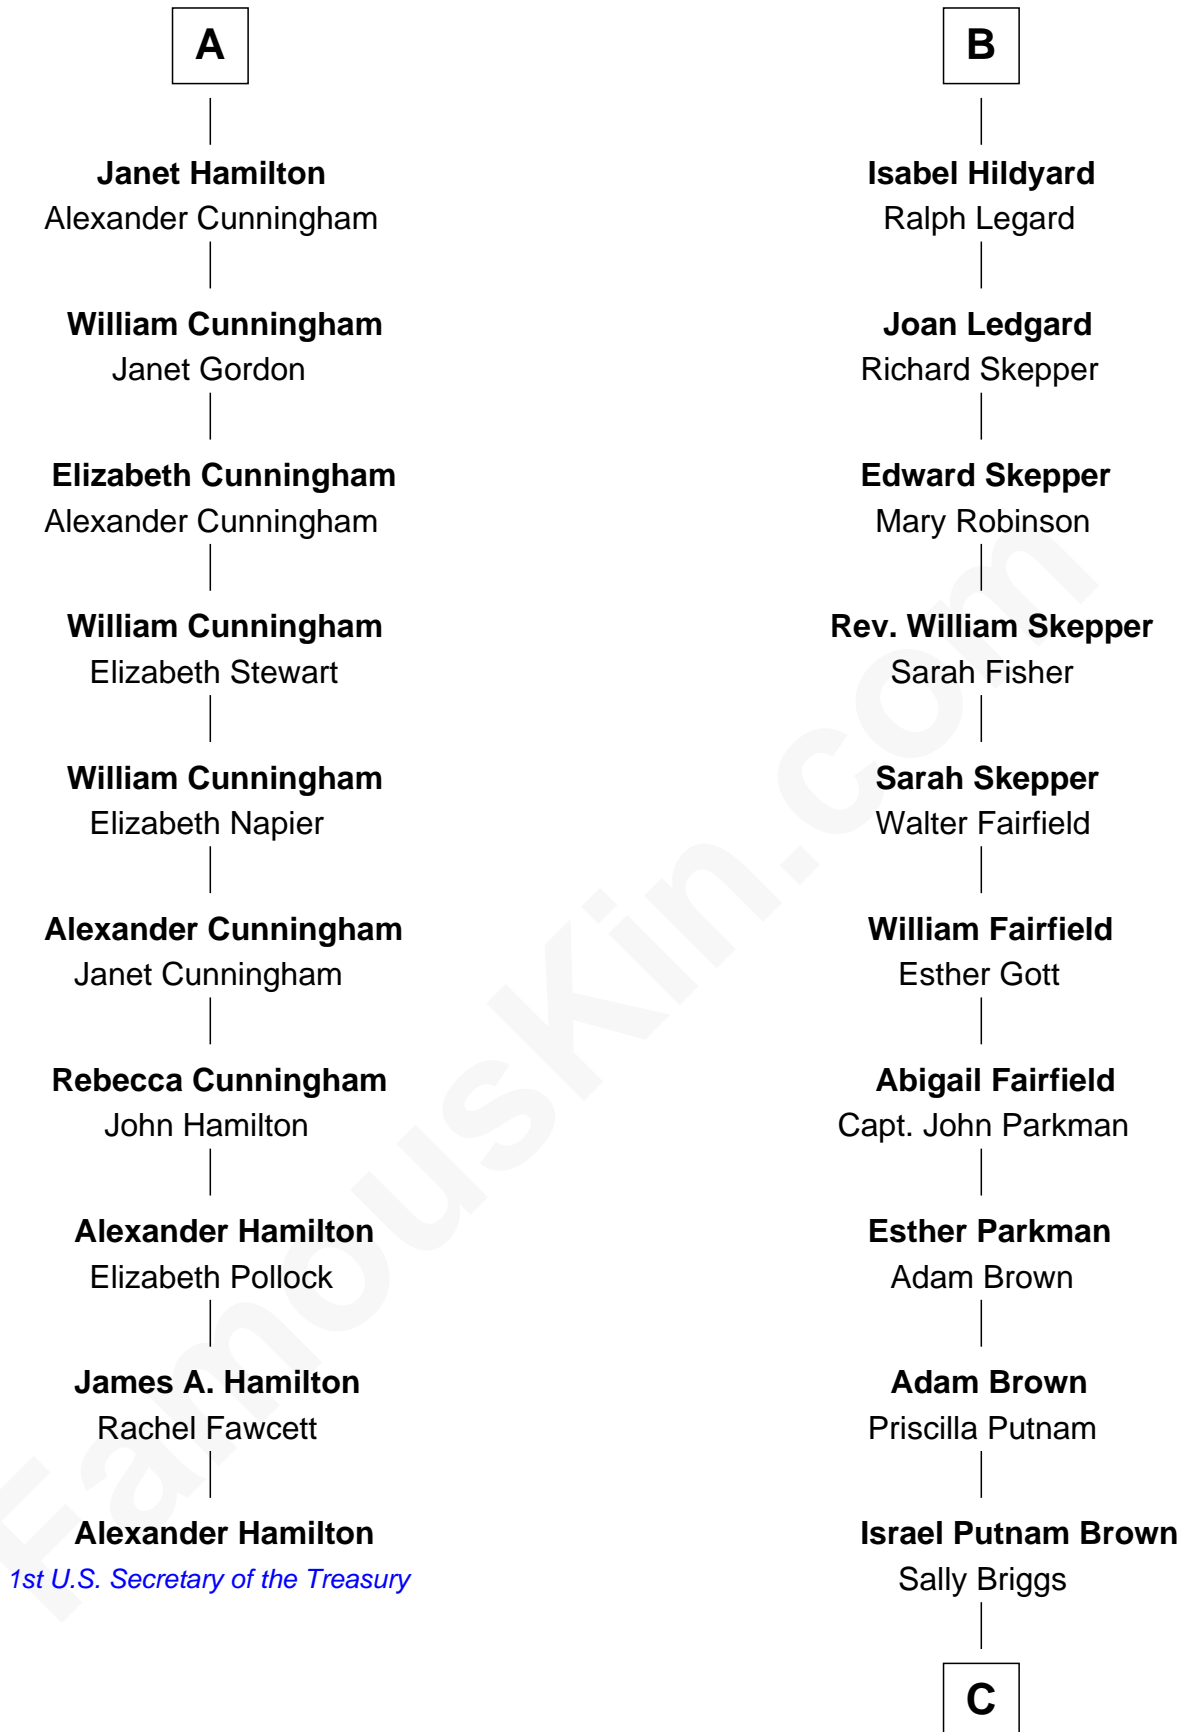 A
Janet Hamilton
Alexander Cunningham
William Cunningham
Janet Gordon
Elizabeth Cunningham
Alexander Cunningham
William Cunningham
Elizabeth Stewart
William Cunningham
Elizabeth Napier
Alexander Cunningham
Janet Cunningham
Rebecca Cunningham
John Hamilton
Alexander Hamilton
Elizabeth Pollock
James A. Hamilton
Rachel Fawcett
Alexander Hamilton
1st U.S. Secretary of the Treasury
B
Isabel Hildyard
Ralph Legard
Joan Ledgard
Richard Skepper
Edward Skepper
Mary Robinson
Rev. William Skepper
Sarah Fisher
Sarah Skepper
Walter Fairfield
William Fairfield
Esther Gott
Abigail Fairfield
Capt. John Parkman
Esther Parkman
Adam Brown
Adam Brown
Priscilla Putnam
Israel Putnam Brown
Sally Briggs
C
FamousKin.com